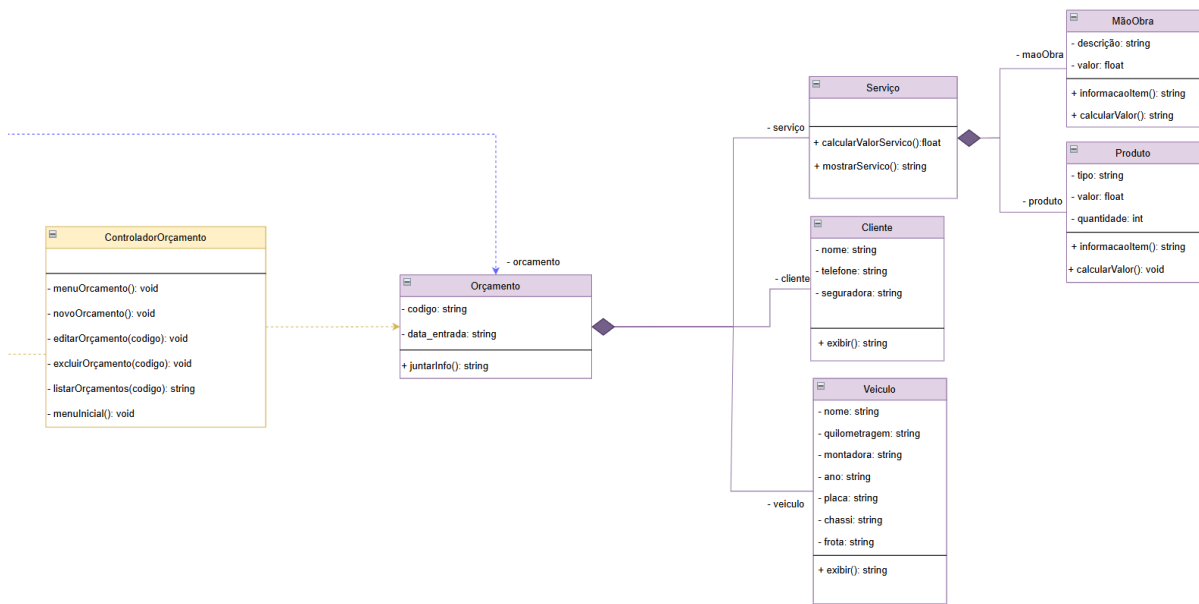 MãoObra
- descrição: string
- valor: float
+ informacaoItem(): string
+ calcularValor(): string
- maoObra
Serviço
+ calcularValorServico():float
+ mostrarServico(): string
- serviço
Produto
- tipo: string
- valor: float
- quantidade: int
+ informacaoItem(): string
+ calcularValor(): void
- produto
Cliente
- nome: string
- telefone: string
- seguradora: string
+ exibir(): string
- cliente
ControladorOrçamento
- menuOrcamento(): void
- novoOrcamento(): void
- editarOrçamento(codigo): void
- excluirOrçamento(codigo): void
- listarOrçamentos(codigo): string
- menuInicial(): void
- orcamento
Orçamento
- codigo: string
- data_entrada: string
+ juntarInfo(): string
Veiculo
- nome: string
- quilometragem: string
- montadora: string
- ano: string
- placa: string
- chassi: string
- frota: string
+ exibir(): string
- veiculo